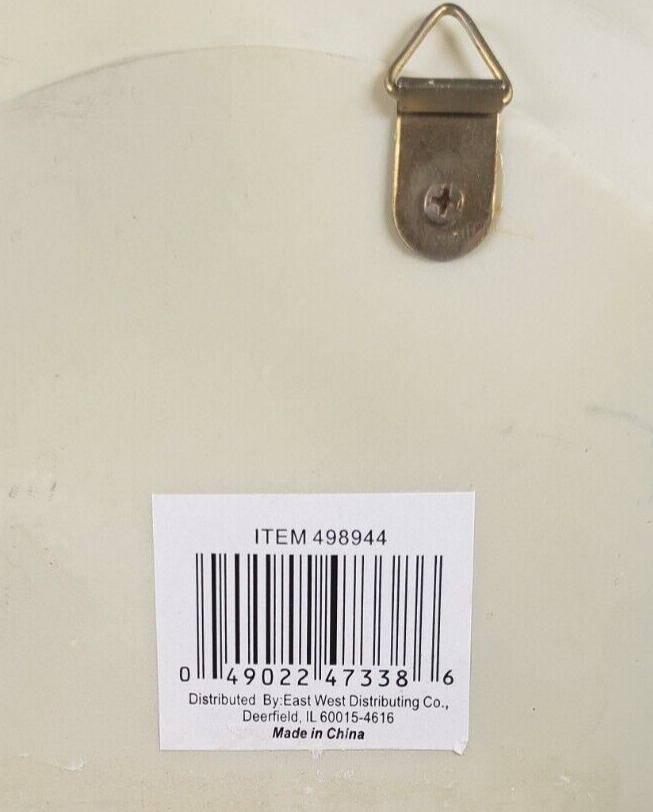 ITEM 498944
0 49022 47338 6
Distributed By:East West Distributing Co.,
Deerfield, IL 60015-4616
Made in China